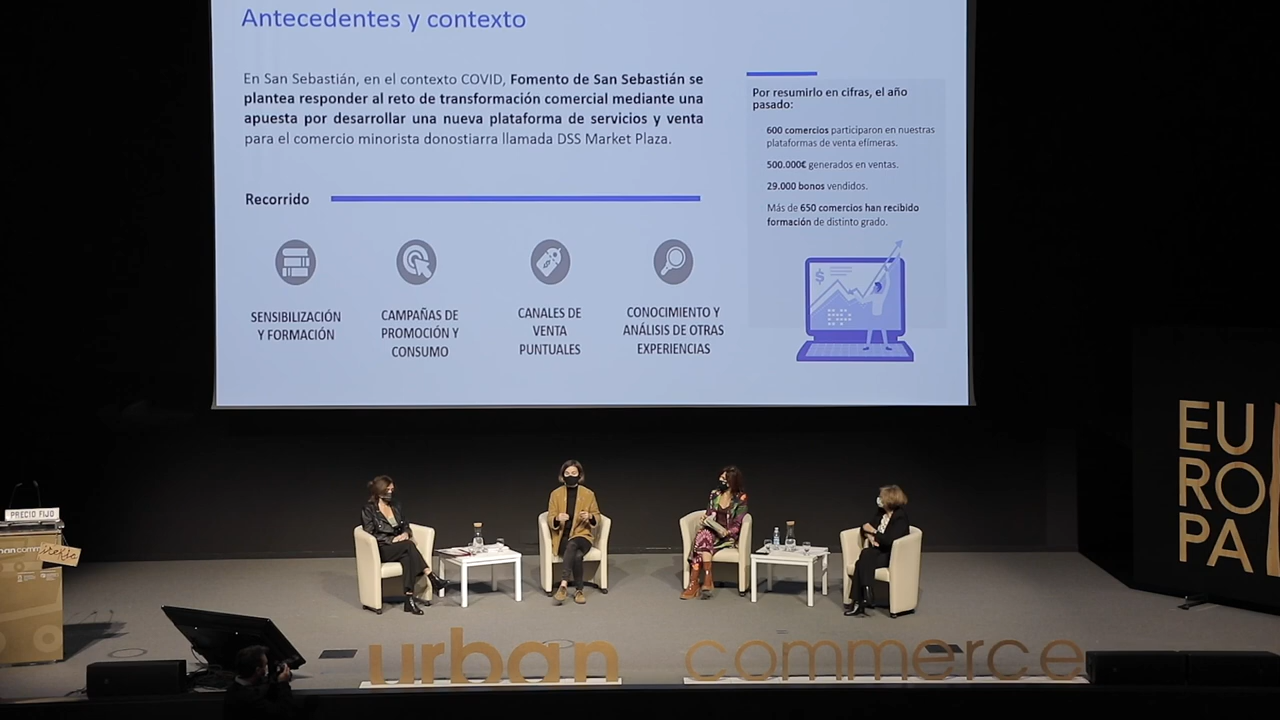 Antecedentes y contexto
En San Sebastián, en el contexto COVID, Fomento de San Sebastián se
plantea responder al reto de transformación comercial mediante una
apuesta por desarrollar una nueva plataforma de servicios y venta
para el comercio minorista donostiarra llamada DSS Market Plaza.
Recorrido
SENSIBILIZACIÓN
Y FORMACIÓN
CAMPAÑAS DE
PROMOCIÓN Y
CONSUMO
CANALES DE
VENTA
PUNTUALES
CONOCIMIENTO Y
ANÁLISIS DE OTRAS
EXPERIENCIAS
Por resumirlo en cifras, el año
pasado:
600 comercios participaron en nuestras
plataformas de venta efímeras.
500.000€ generados en ventas.
29.000 bonos vendidos.
Más de 650 comercios han recibido
formación de distinto grado.
$
PRECIO FIJO
EU
RO
PA
urban commerce